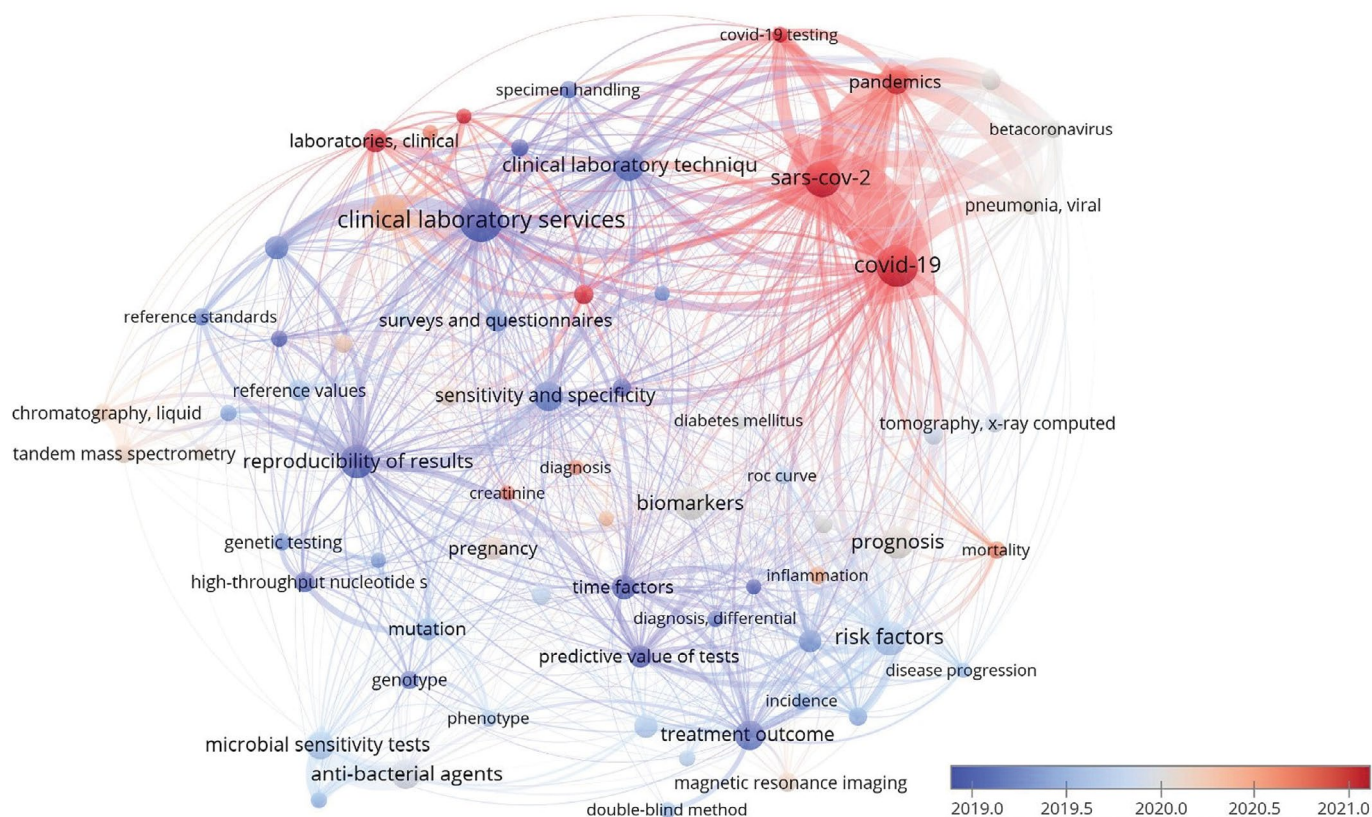 covid-19 testing
pandemics
specimen handling
betacoronavirus
laboratories, clinical
clinical laboratory techniqu
sars-cov-2
pneumonia, viral
clinical laboratory services
covid-19
reference standards
surveys and questionnaires
reference values
sensitivity and specificity
chromatography, liquid
diabetes mellitus
tomography, x-ray computed
tandem mass spectrometry
reproducibility of results
diagnosis
roc curve
creatinine
biomarkers
genetic testing
pregnancy
prognosis
mortality
high-throughput nucleotide s
time factors
inflammation
diagnosis, differential
mutation
risk factors
predictive value of tests
disease progression
genotype
incidence
phenotype
treatment outcome
microbial sensitivity tests
anti-bacterial agents
magnetic resonance imaging
double-blind method
2019.0 2019.5 2020.0 2020.5 2021.0